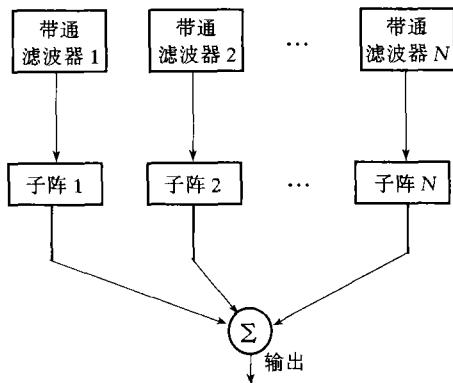 带通
滤波器 1
带通
滤波器 2
...
带通
滤波器 N
子阵 1
子阵 2
...
子阵 N
Σ
输出